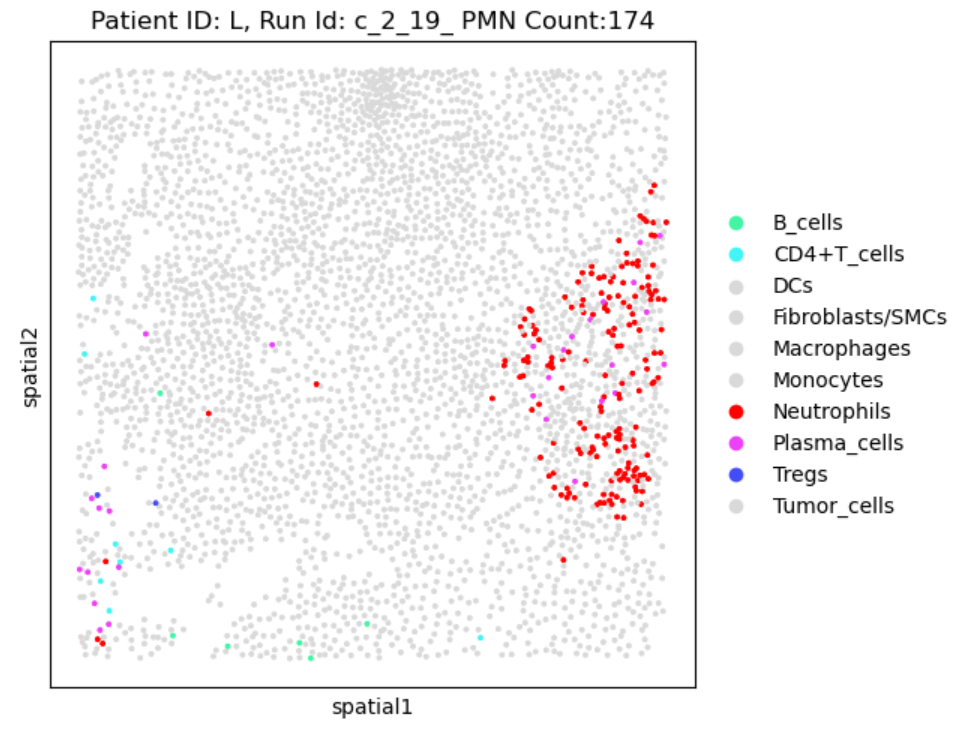 Patient ID: L, Run Id: c_2_19_ PMN Count:174
spatial2
spatial1
B_cells
CD4+T_cells
DCs
Fibroblasts/SMCs
Macrophages
Monocytes
Neutrophils
Plasma_cells
Tregs
Tumor_cells